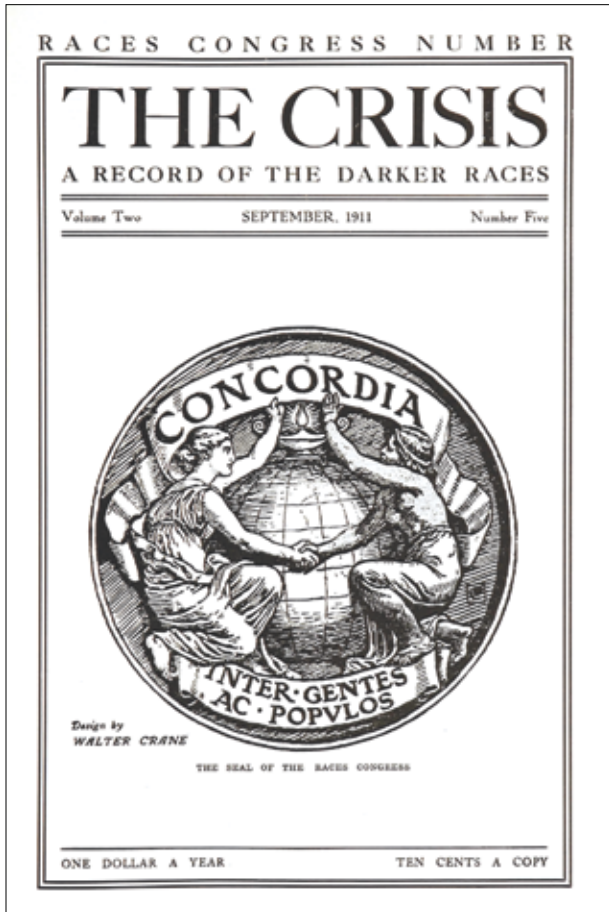 RACES CONGRESS NUMBER
THE CRISIS
A RECORD OF THE DARKER RACES
Volume Two SEPTEMBER, 1911 Number Five
CONCORDIA
INTER·GENTES
AC·POPVLOS
Design by
WALTER CRANE
THE SEAL OF THE RACES CONGRESS
ONE DOLLAR A YEAR TEN CENTS A COPY